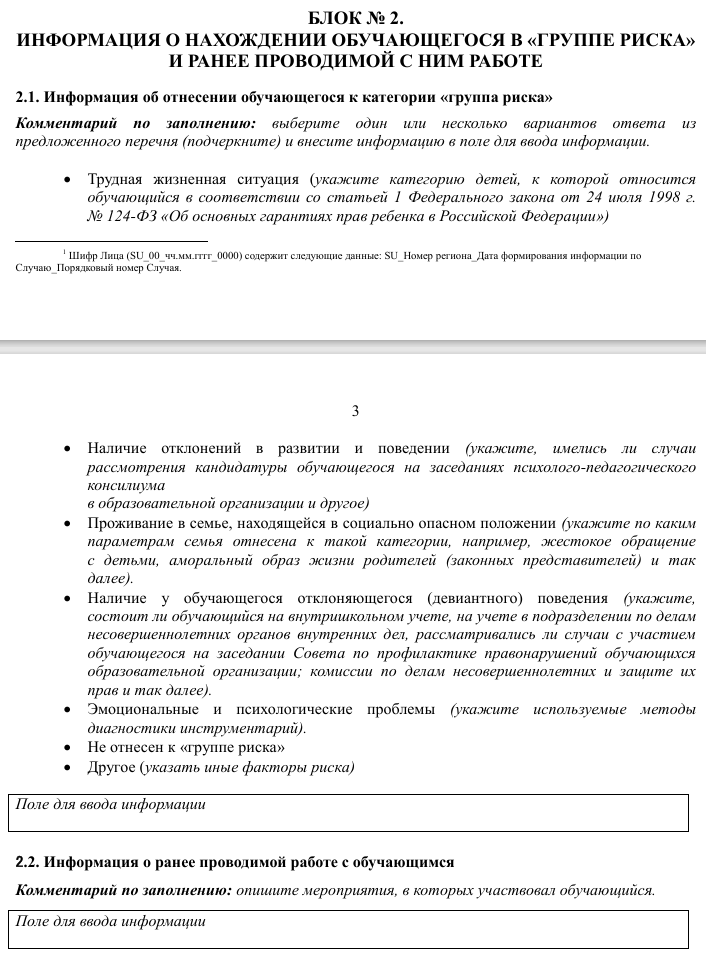 БЛОК № 2.
ИНФОРМАЦИЯ О НАХОЖДЕНИИ ОБУЧАЮЩЕГОСЯ В «ГРУППЕ РИСКА»
И РАНЕЕ ПРОВОДИМОЙ С НИМ РАБОТЕ
2.1. Информация об отнесении обучающегося к категории «группа риска»
Комментарий по заполнению: выберите один или несколько вариантов ответа из
предложенного перечня (подчеркните) и внесите информацию в поле для ввода информации.
• Трудная жизненная ситуация (укажите категорию детей, к которой относится
обучающийся в соответствии со статьей 1 Федерального закона от 24 июля 1998 г.
№ 124-ФЗ «Об основных гарантиях прав ребенка в Российской Федерации»)
1 Шифр Лица (SU_00_чч.мм.гггг_0000) содержит следующие данные: SU_Номер региона_Дата формирования информации по
Случаю_Порядковый номер Случая.
3
• Наличие отклонений в развитии и поведении (укажите, имелись ли случаи
рассмотрения кандидатуры обучающегося на заседаниях психолого-педагогического
консилиума
в образовательной организации и другое)
• Проживание в семье, находящейся в социально опасном положении (укажите по каким
параметрам семья отнесена к такой категории, например, жестокое обращение
с детьми, аморальный образ жизни родителей (законных представителей) и так
далее).
• Наличие у обучающегося отклоняющегося (девиантного) поведения (укажите,
состоит ли обучающийся на внутришкольном учете, на учете в подразделении по делам
несовершеннолетних органов внутренних дел, рассматривались ли случаи с участием
обучающегося на заседании Совета по профилактике правонарушений обучающихся
образовательной организации; комиссии по делам несовершеннолетних и защите их
прав и так далее).
• Эмоциональные и психологические проблемы (укажите используемые методы
диагностики инструментарий).
• Не отнесен к «группе риска»
• Другое (указать иные факторы риска)
Поле для ввода информации
2.2. Информация о ранее проводимой работе с обучающимся
Комментарий по заполнению: опишите мероприятия, в которых участвовал обучающийся.
Поле для ввода информации